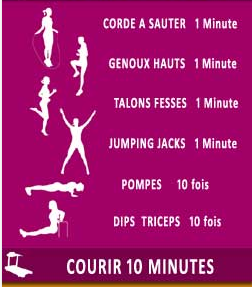 CORDE A SAUTER 1 Minute
GENOUX HAUTS 1 Minute
TALONS FESSES 1 Minute
JUMPING JACKS 1 Minute
POMPES 10 fois
DIPS TRICEPS 10 fois
COURIR 10 MINUTES